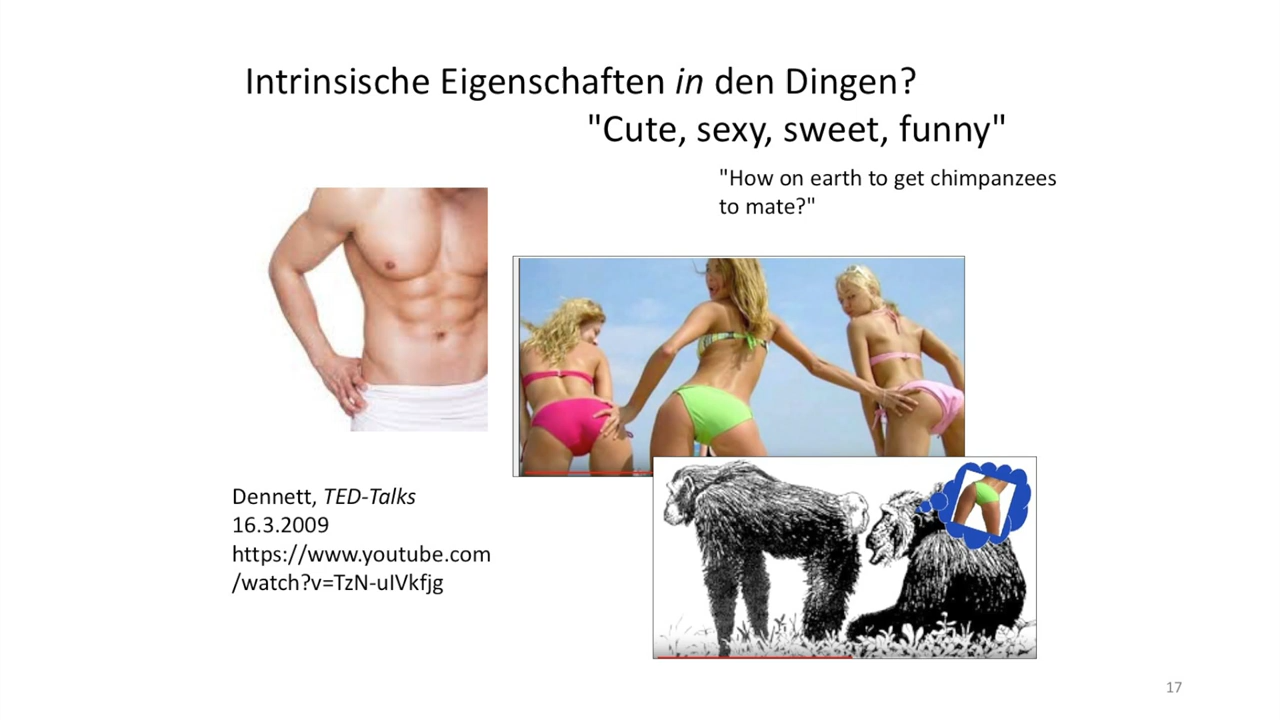 Intrinsische Eigenschaften in den Dingen?
"Cute, sexy, sweet, funny"
"How on earth to get chimpanzees
to mate?"
Dennett, TED-Talks
16.3.2009
https://www.youtube.com
/watch?v=TzN-uIVkfjg
17